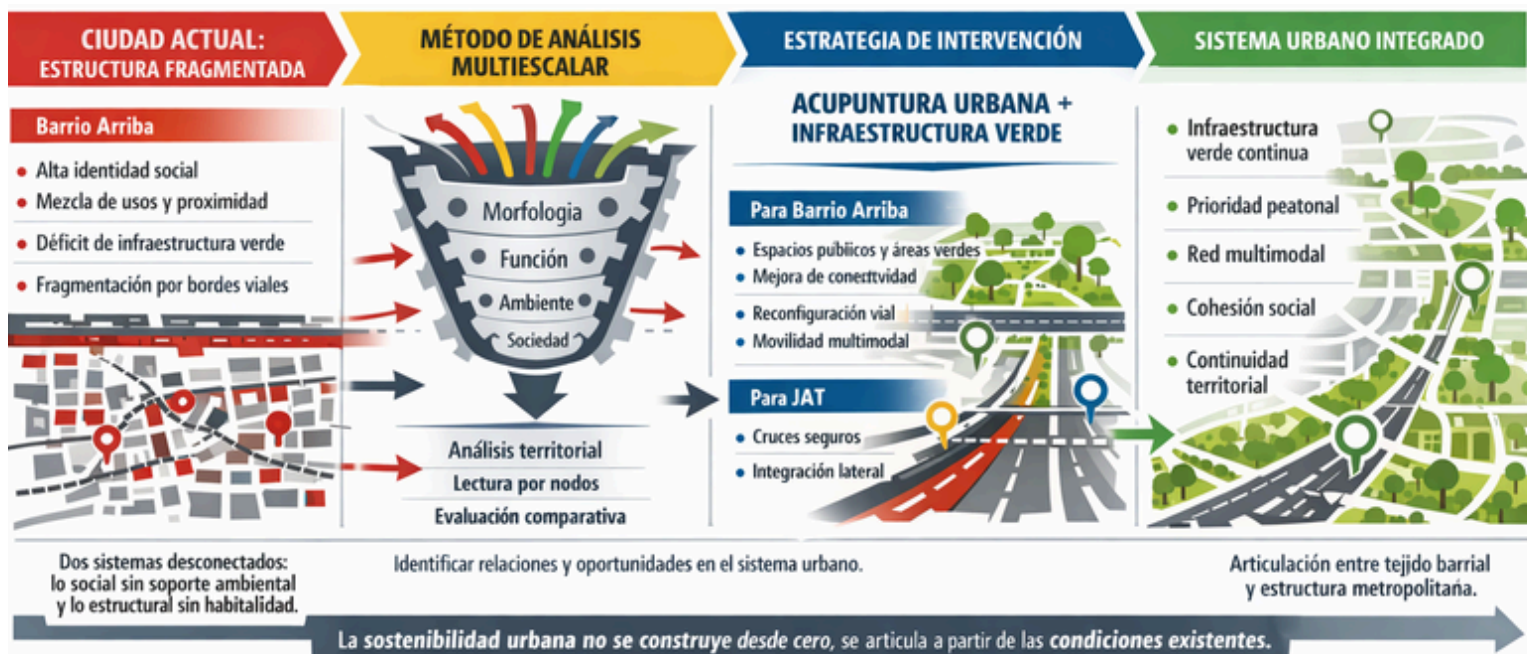 CIUDAD ACTUAL:
ESTRUCTURA FRAGMENTADA
Barrio Arriba
Alta identidad social
Mezcla de usos y proximidad
Déficit de infraestructura verde
Fragmentación por bordes viales
Dos sistemas desconectados:
lo social sin soporte ambiental
y lo estructural sin habitalidad.
MÉTODO DE ANÁLISIS
MULTIESCALAR
Morfologia
Función
Ambiente
Sociedad
Análisis territorial
Lectura por nodos
Evaluación comparativa
Identificar relaciones y oportunidades en el sistema urbano.
ESTRATEGIA DE INTERVENCIÓN
ACUPUNTURA URBANA +
INFRAESTRUCTURA VERDE
Para Barrio Arriba
Espacios publicos y áreas verdes
Mejora de conesttvidad
Reconfiguración vial
Movilidad multimodal
Para JAT
Cruces seguros
Integración lateral
SISTEMA URBANO INTEGRADO
Infraestructura
verde continua
Prioridad peatonal
Red multimodal
Cohesión social
Continuidad
territorial
Articulación entre tejido barrial
y estructura metropolitaña.
La sostenibilidad urbana no se construye desde cero, se articula a partir de las condiciones existentes.